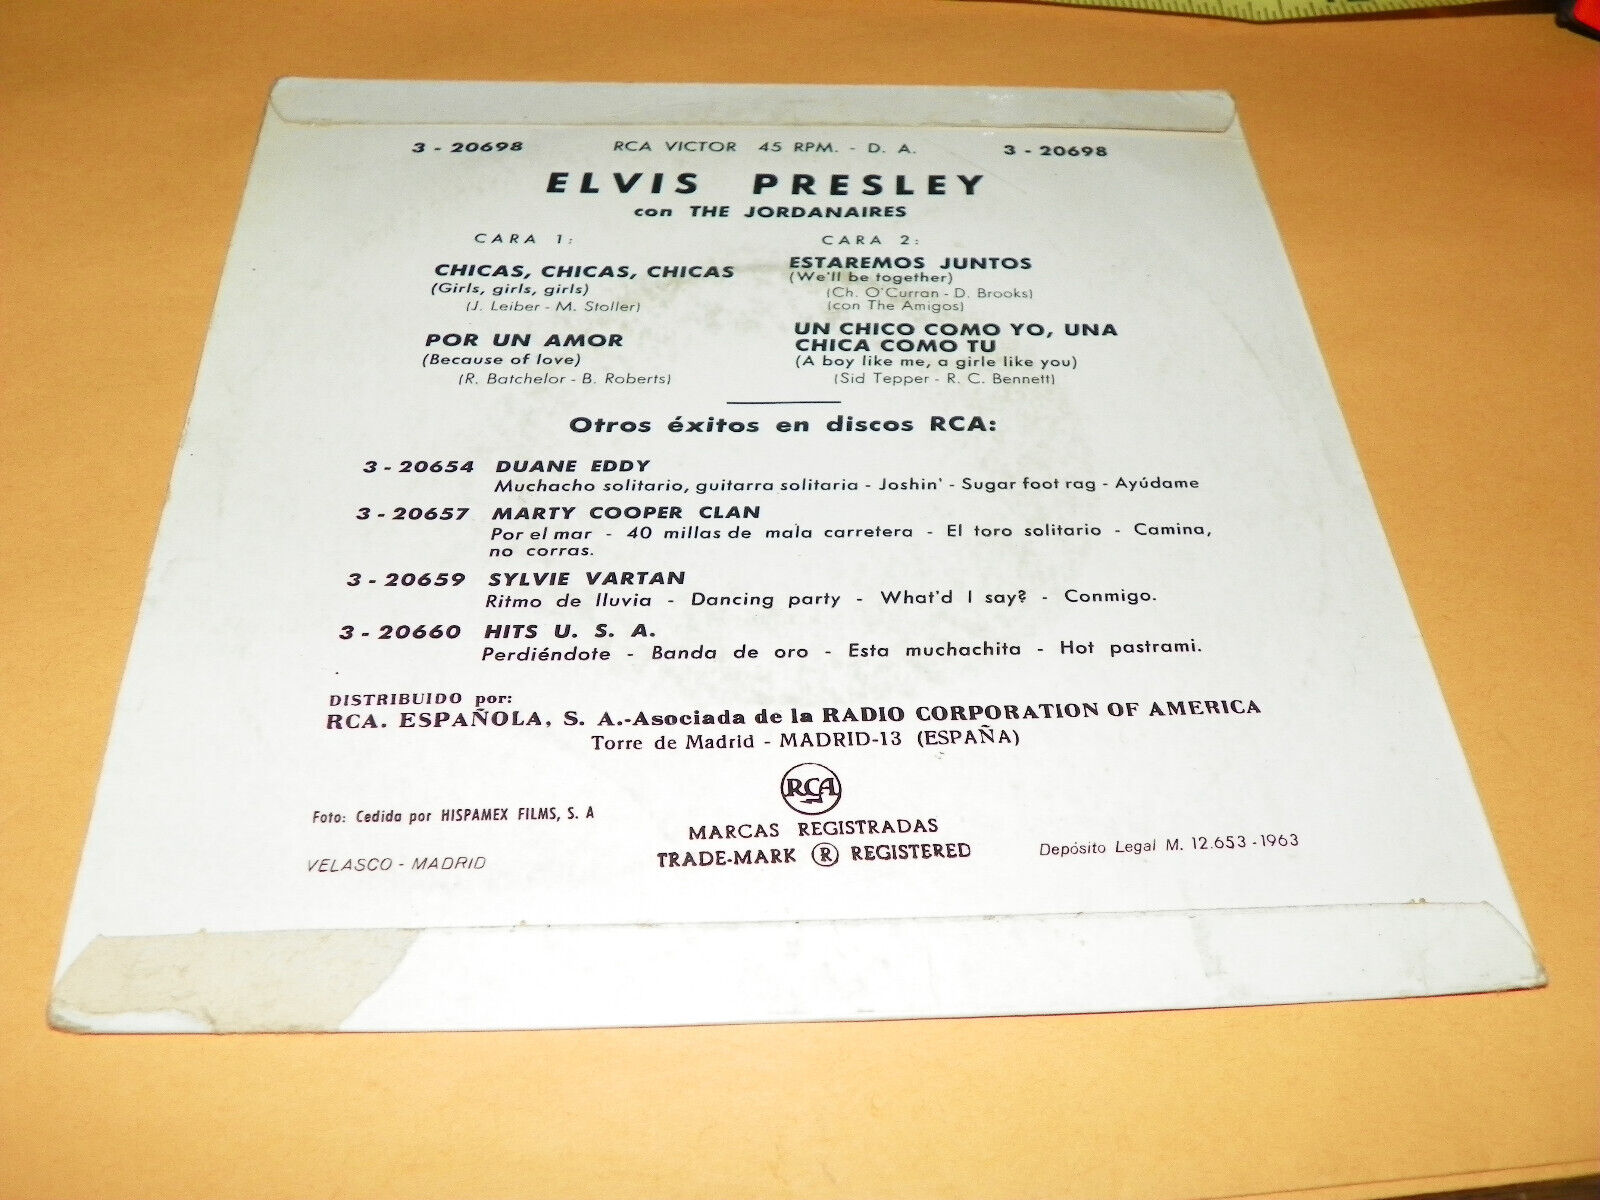 3 - 20698 RCA VICTOR 45 RPM. - D. A. 3 - 20698
ELVIS PRESLEY
con THE JORDANAIRES
CARA 1:
CHICAS, CHICAS, CHICAS
(Girls, girls, girls)
(J. Leiber - M. Stoller)
POR UN AMOR
(Because of love)
(R. Batchelor - B. Roberts)
CARA 2:
ESTAREMOS JUNTOS
(We'll be together)
(Ch. O'Curran - D. Brooks)
(con The Amigos)
UN CHICO COMO YO, UNA
CHICA COMO TU
(A boy like me, a girle like you)
(Sid Tepper - R. C. Bennett)
Otros éxitos en discos RCA:
3 - 20654 DUANE EDDY
Muchacho solitario, guitarra solitaria - Joshin' - Sugar foot rag - Ayúdame
3 - 20657 MARTY COOPER CLAN
Por el mar - 40 millas de mala carretera - El toro solitario - Camina,
no corras.
3 - 20659 SYLVIE VARTAN
Ritmo de lluvia - Dancing party - What'd I say? - Conmigo.
3 - 20660 HITS U. S. A.
Perdiéndote - Banda de oro - Esta muchachita - Hot pastrami.
DISTRIBUIDO por:
RCA. ESPAÑOLA, S. A.-Asociada de la RADIO CORPORATION OF AMERICA
Torre de Madrid - MADRID-13 (ESPAÑA)
RCA
Foto: Cedida por HISPAMEX FILMS, S. A
MARCAS REGISTRADAS
TRADE-MARK ® REGISTERED
VELASCO - MADRID
Depósito Legal M. 12.653 - 1963